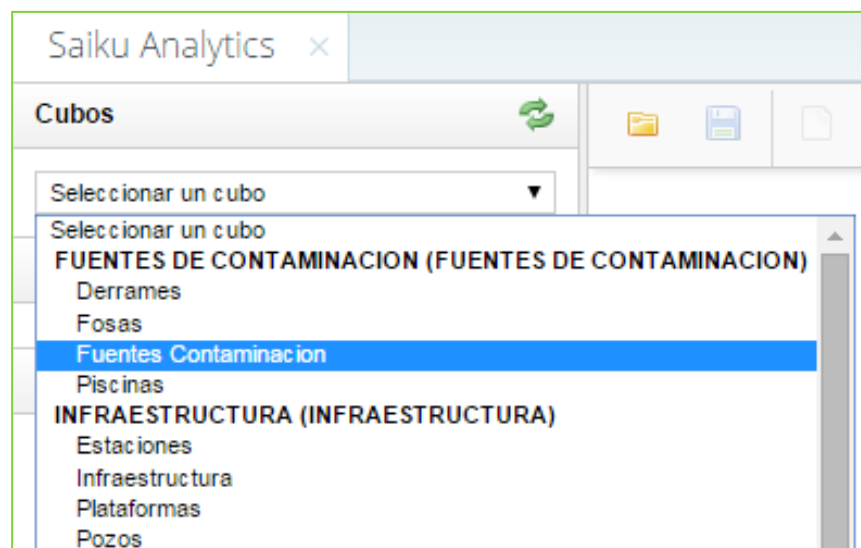 Saiku Analytics
Cubos
Seleccionar un cubo
Seleccionar un cubo
FUENTES DE CONTAMINACION (FUENTES DE CONTAMINACION)
Derrames
Fosas
Fuentes Contaminacion
Piscinas
INFRAESTRUCTURA (INFRAESTRUCTURA)
Estaciones
Infraestructura
Plataformas
Pozos